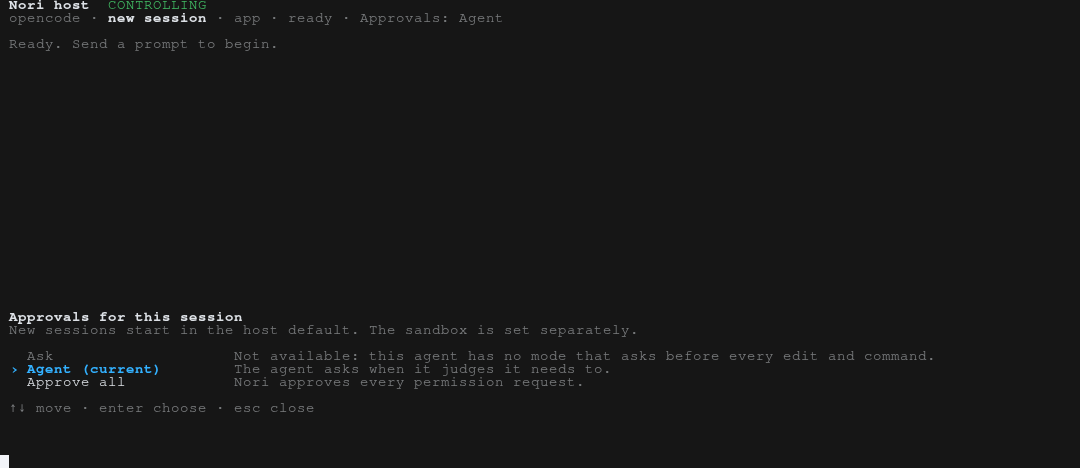 Nori host  CONTROLLING
opencode · new session · app · ready · Approvals: Agent
Ready. Send a prompt to begin.
Approvals for this session
New sessions start in the host default. The sandbox is set separately.
Ask                    Not available: this agent has no mode that asks before every edit and command.
› Agent (current)        The agent asks when it judges it needs to.
Approve all            Nori approves every permission request.
↑↓ move · enter choose · esc close